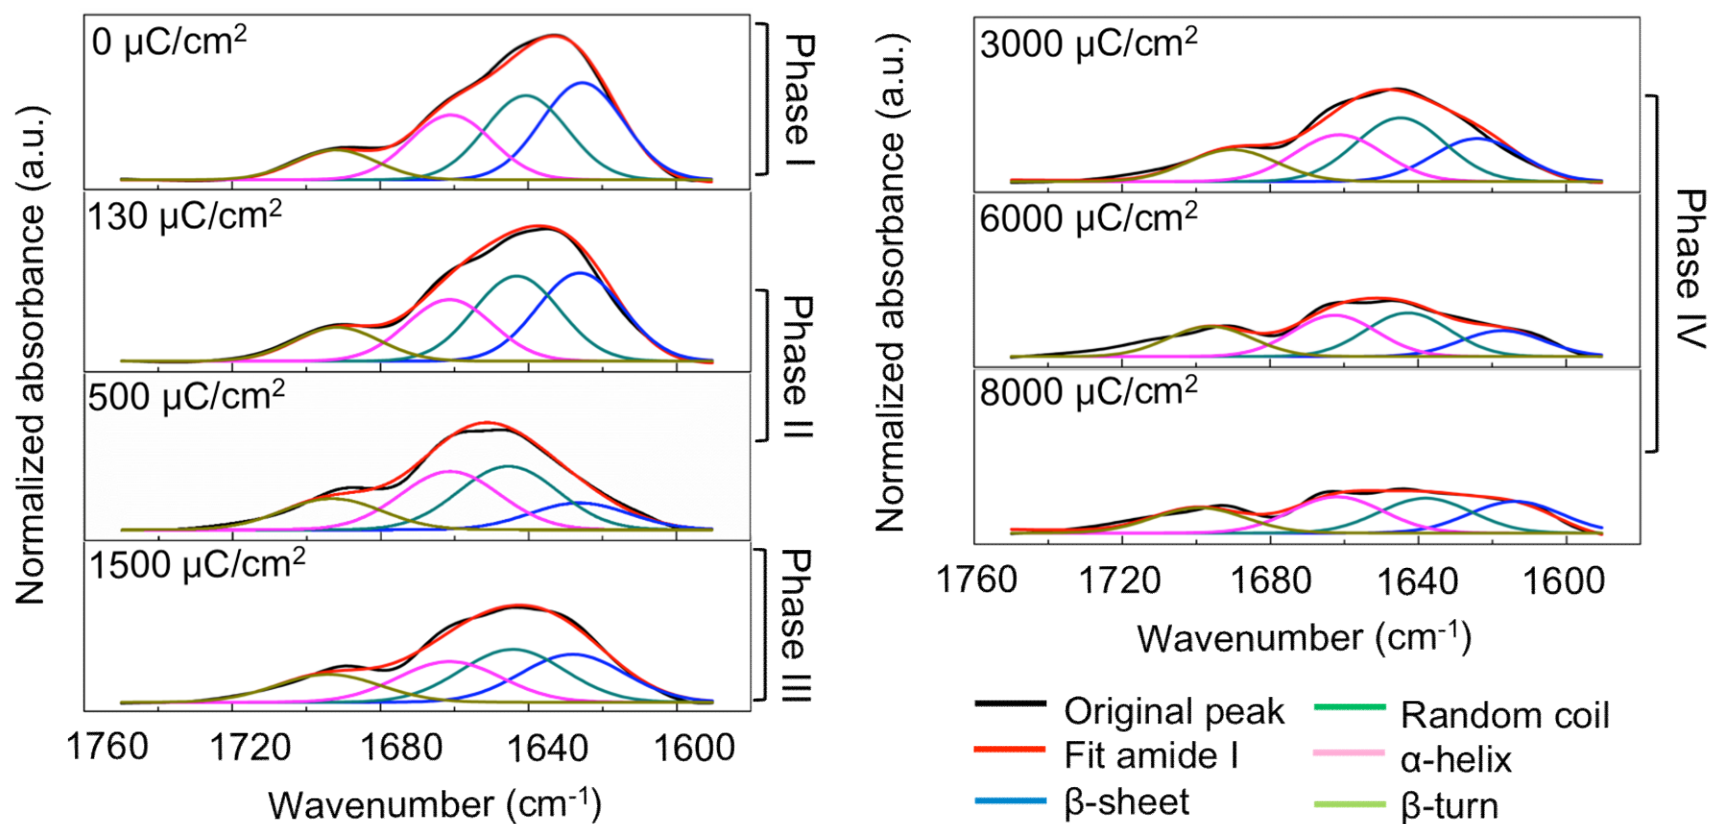 Normalized absorbance (a.u.)
0 μC/cm²
Phase I
130 μC/cm²
Phase II
500 μC/cm²
1500 μC/cm²
Phase III
1760 1720 1680 1640 1600
Wavenumber (cm⁻¹)
Normalized absorbance (a.u.)
3000 μC/cm²
6000 μC/cm²
8000 μC/cm²
Phase IV
1760 1720 1680 1640 1600
Wavenumber (cm⁻¹)
Original peak
Fit amide I
β-sheet
Random coil
α-helix
β-turn